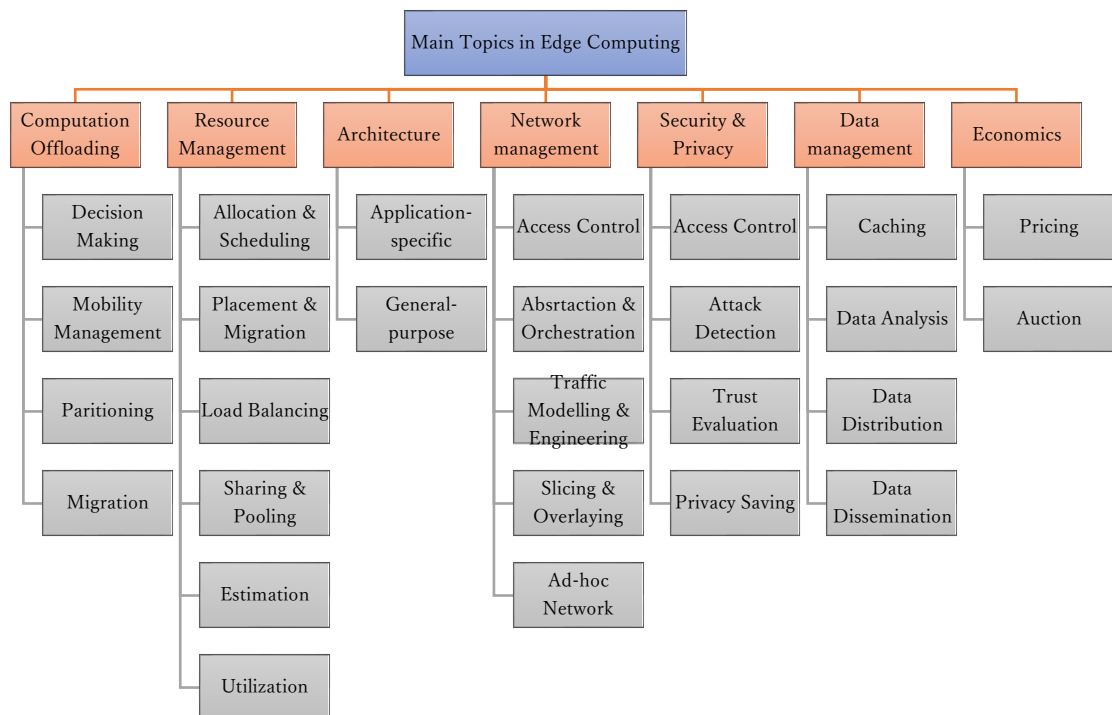 Main Topics in Edge Computing
Computation
Offloading
Decision
Making
Mobility
Management
Paritioning
Migration
Resource
Management
Allocation &
Scheduling
Placement &
Migration
Load Balancing
Sharing &
Pooling
Estimation
Utilization
Architecture
Application-
specific
General-
purpose
Network
management
Access Control
Absrtaction &
Orchestration
Traffic
Modelling &
Engineering
Slicing &
Overlaying
Ad-hoc
Network
Security &
Privacy
Access Control
Attack
Detection
Trust
Evaluation
Privacy Saving
Data
management
Caching
Data Analysis
Data
Distribution
Data
Dissemination
Economics
Pricing
Auction